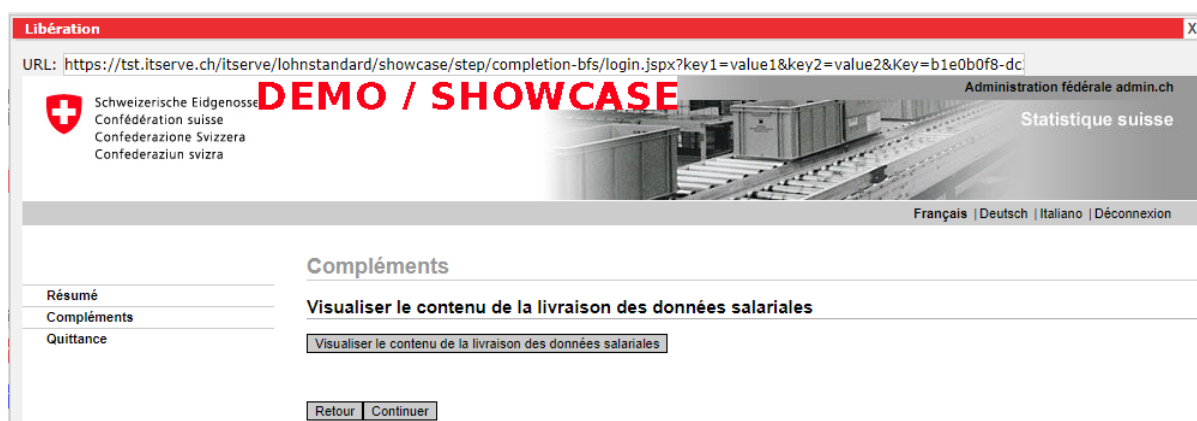 Libération
X
URL: https://tst.itserve.ch/itserve/lohnstandard/showcase/step/completion-bfs/login.jspx?key1=value1&key2=value2&Key=b1e0b0f8-dc
DEMO / SHOWCASE
Administration fédérale admin.ch
Schweizerische Eidgenosse
Confédération suisse
Confederazione Svizzera
Confederaziun svizra
Statistique suisse
Français | Deutsch | Italiano | Déconnexion
Compléments
Résumé
Compléments
Quittance
Visualiser le contenu de la livraison des données salariales
Visualiser le contenu de la livraison des données salariales
Retour Continuer